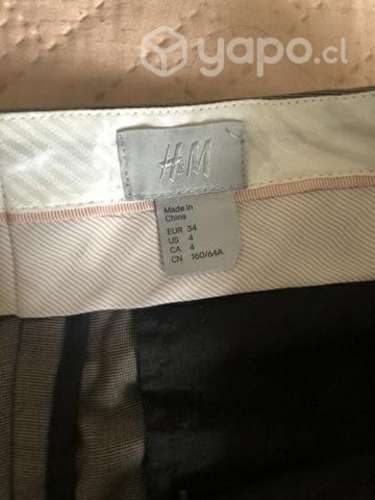 yapo.cl
H&M
Made in
China
EUR 34
US 4
CA 4
CN 160/64A